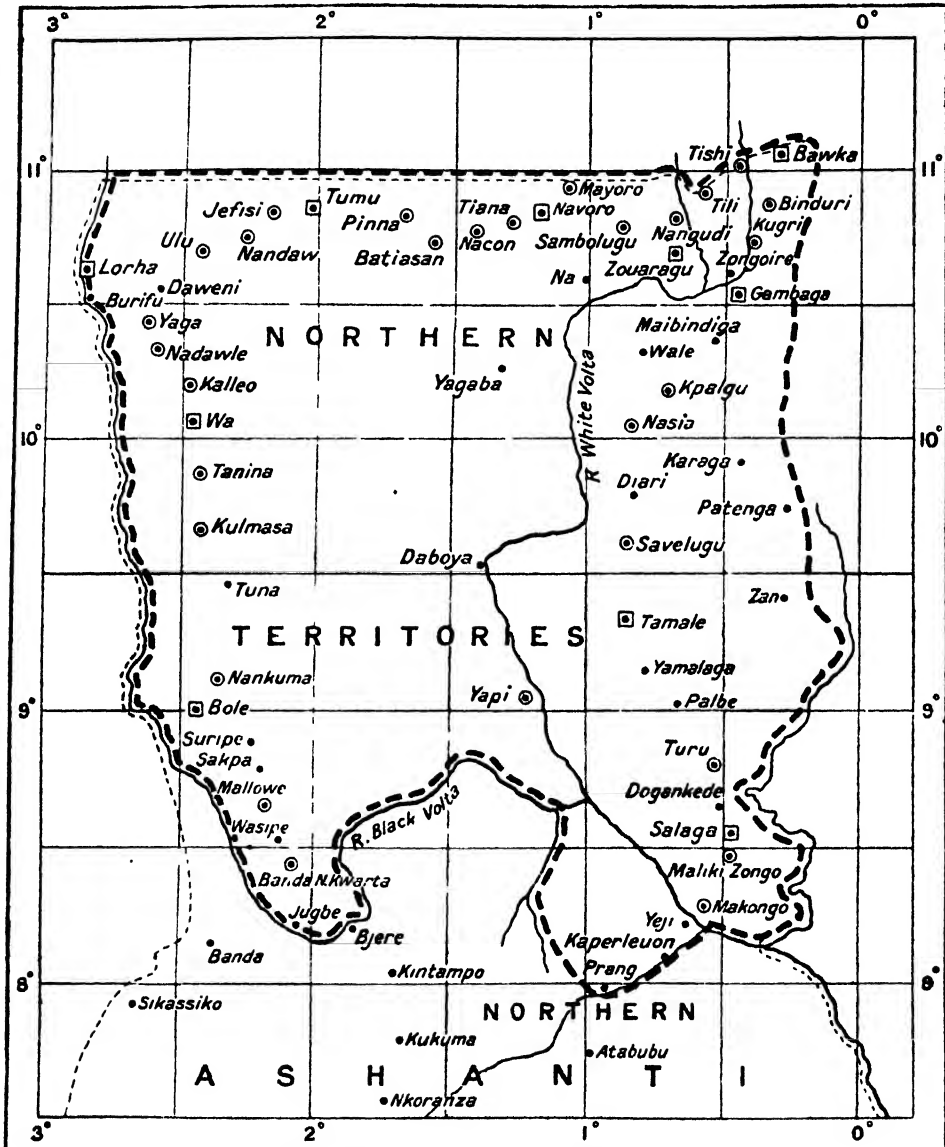 3° 2° 1° 0°
11° Tishi Bawka 11°
Mayoro
Jefisi Tumu Tiana Navoro Tili Binduri
Pinna
Ulu Nandaw Batiasan Nacon Sambolugu Nangudi Kugri
Lorha Zouaragu Zongoire
Daweni Na
Burifu Gambaga
Yaga
NORTHERN Maibindiga
Nadawle Wale
Yagaba
Kalleo Kpalgu
R White Volta
Wa Nasia
10° 10°
Karaga
Tanina Diari
Patenga
Kulmasa Savelugu
Daboya
Tuna Zan
TERRITORIES Tamale
Yamalaga
Nankuma Yapi Palbe
9° Bole 9°
Suripe
Sakpa Turu
Mallowe Dogankede
R. Black Volta
Wasipe Salaga
Banda N.Kwarta Maliki Zongo
Makongo
Jugbe Yeji
Bjere Kaperleuon
Banda
Kintampo Prang
8° 8°
Sikassiko NORTHERN
Kukuma Atabubu
ASHANTI
Nkoranza
3° 2° 1° 0°